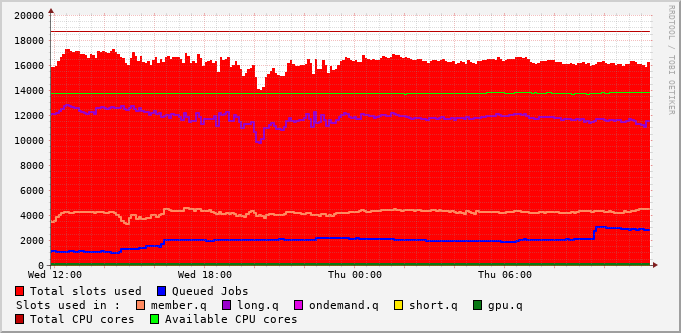 20000
18000
16000
14000
12000
10000
8000
6000
4000
2000
0
Wed 12:00 Wed 18:00 Thu 00:00 Thu 06:00
Total slots used Queued Jobs
Slots used in : member.q long.q ondemand.q short.q gpu.q
Total CPU cores Available CPU cores
RRDTOOL / TOBI OETIKER